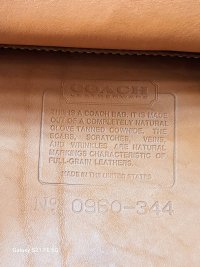 COACH
LEATHERWARE
THIS IS A COACH BAG. IT IS MADE
OUT OF A COMPLETELY NATURAL
GLOVE TANNED COWHIDE. THE
SCARS, SCRATCHES, VEINS,
AND WRINKLES ARE NATURAL
MARKINGS CHARACTERISTIC OF
FULL-GRAIN LEATHERS.
MADE IN THE UNITED STATES
No 0960-344